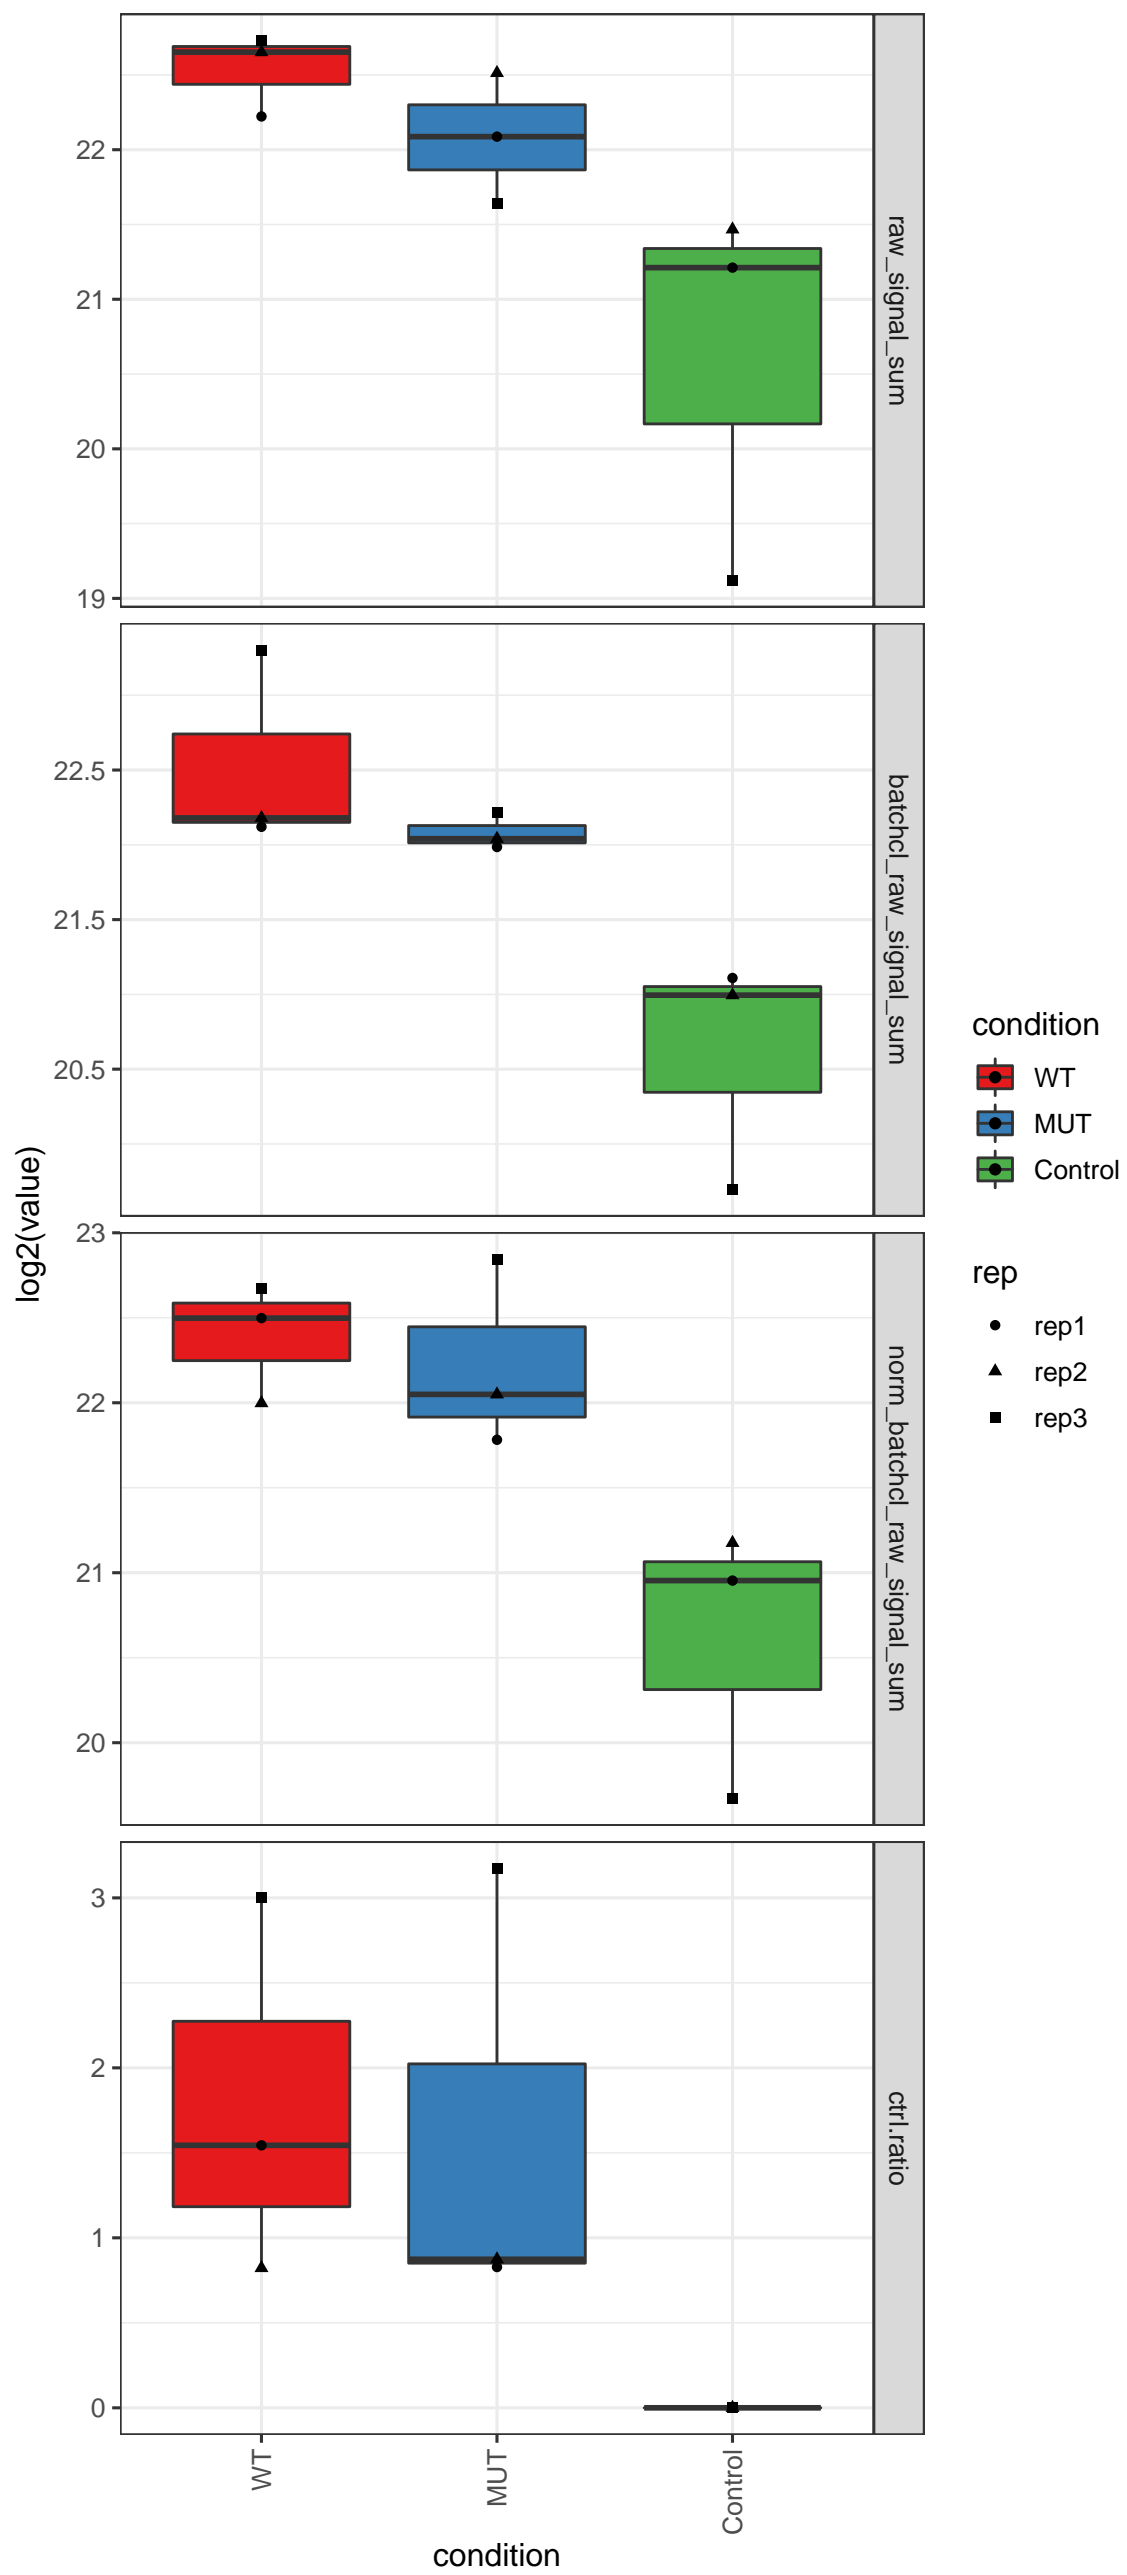 22
21
20
19
raw_signal_sum
22.5
21.5
20.5
batchcl_raw_signal_sum
23
22
21
20
norm_batchcl_raw_signal_sum
3
2
1
0
ctrl.ratio
log2(value)
WT
MUT
Control
condition
condition
WT
MUT
Control
rep
rep1
rep2
rep3